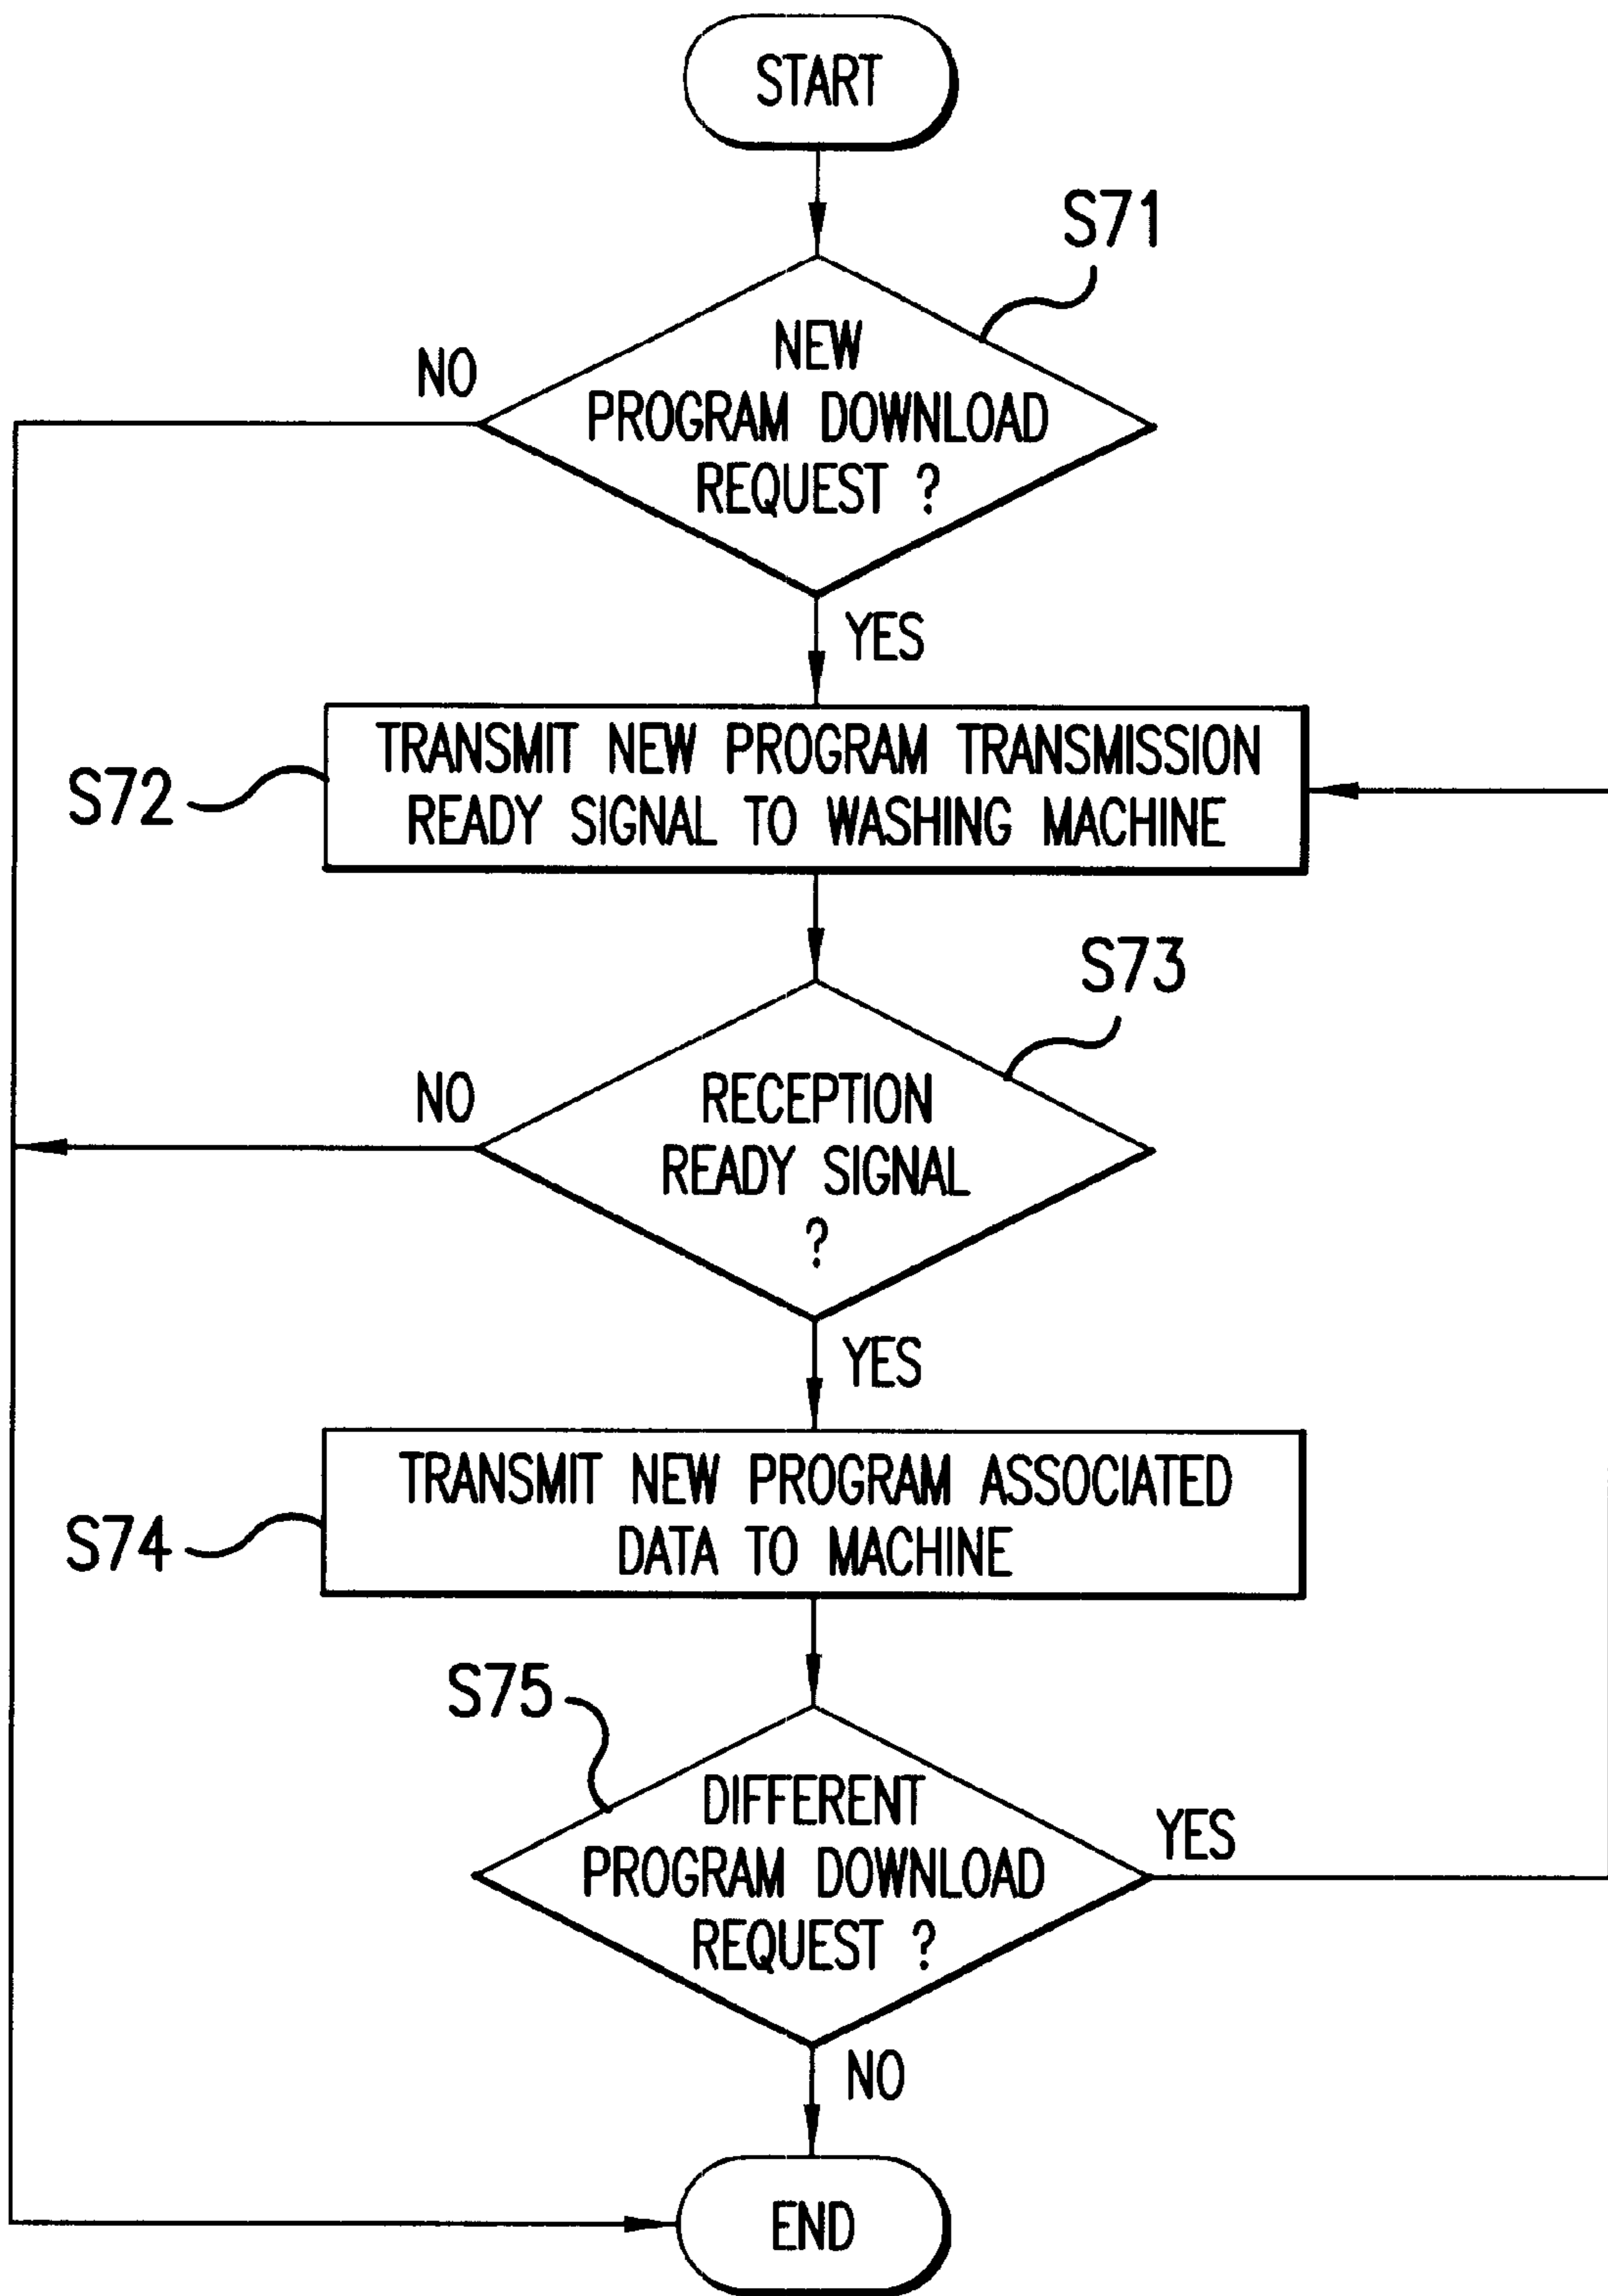 START
S71
NEW
PROGRAM DOWNLOAD
REQUEST ?
NO
YES
TRANSMIT NEW PROGRAM TRANSMISSION
READY SIGNAL TO WASHING MACHINE
S72
S73
RECEPTION
READY SIGNAL
?
NO
YES
TRANSMIT NEW PROGRAM ASSOCIATED
DATA TO MACHINE
S74
S75
DIFFERENT
PROGRAM DOWNLOAD
REQUEST ?
YES
NO
END